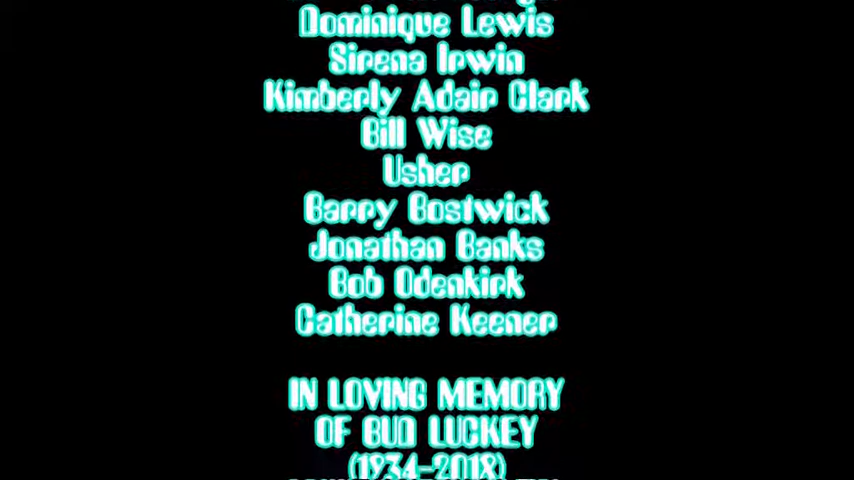 Dominique Lewis
Sirena Irwin
Kimberly Adair Clark
Bill Wise
Usher
Barry Bostwick
Jonathan Banks
Bob Odenkirk
Catherine Keener
IN LOVING MEMORY
OF BUD LUCKEY
(1934-2018)